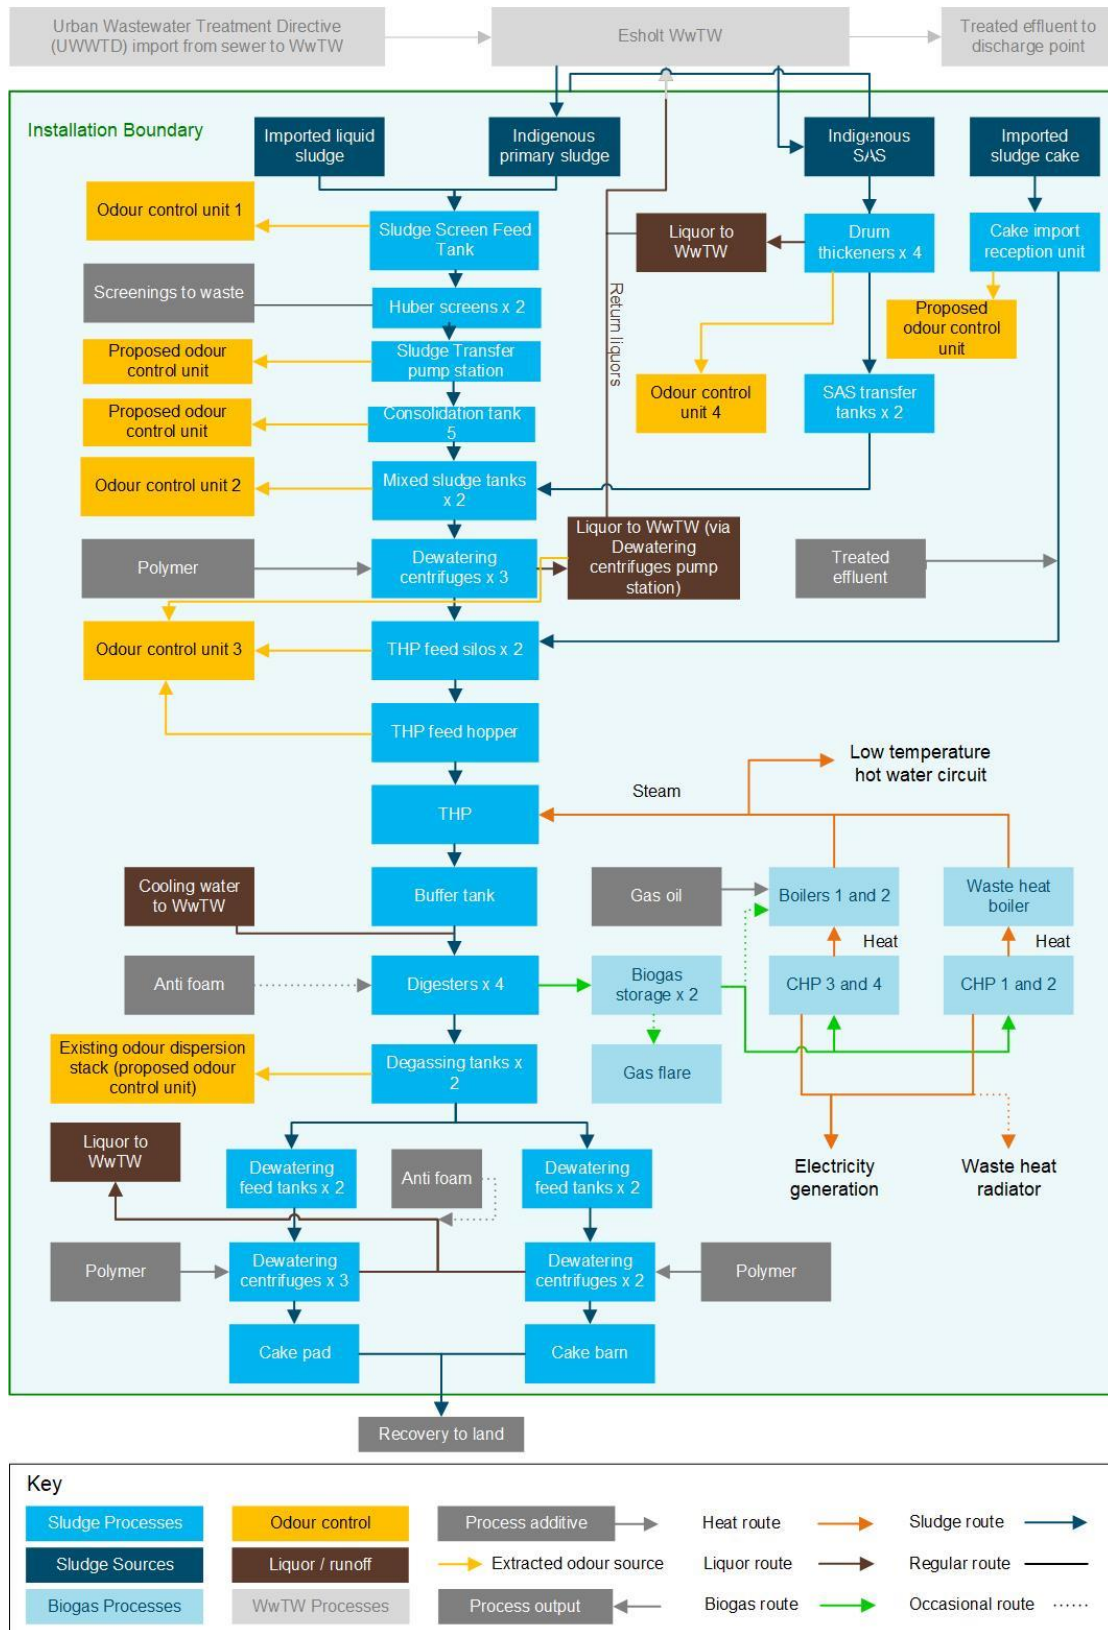 Urban Wastewater Treatment Directive
(UWWTD) import from sewer to WwTW
Esholt WwTW
Treated effluent to
discharge point
Installation Boundary
Imported liquid
sludge
Indigenous
primary sludge
Indigenous
SAS
Imported
sludge cake
Odour control unit 1
Sludge Screen Feed
Tank
Liquor to
WwTW
Drum
thickeners x 4
Cake import
reception unit
Screenings to waste
Huber screens x 2
Return liquors
Proposed
odour control
unit
Proposed odour
control unit
Sludge Transfer
pump station
Odour control
unit 4
SAS transfer
tanks x 2
Proposed odour
control unit
Consolidation tank
5
Odour control unit 2
Mixed sludge tanks
x 2
Polymer
Dewatering
centrifuges x 3
Liquor to WwTW (via
Dewatering
centrifuges pump
station)
Treated
effluent
Odour control unit 3
THP feed silos x 2
THP feed hopper
Low temperature
hot water circuit
Steam
THP
Cooling water
to WwTW
Buffer tank
Gas oil
Boilers 1 and 2
Waste heat
boiler
Heat
Heat
Anti foam
Digesters x 4
Biogas
storage x 2
CHP 3 and 4
CHP 1 and 2
Existing odour dispersion
stack (proposed odour
control unit)
Degassing tanks x
2
Gas flare
Liquor to
WwTW
Dewatering
feed tanks x 2
Anti foam
Dewatering
feed tanks x 2
Electricity
generation
Waste heat
radiator
Polymer
Dewatering
centrifuges x 3
Dewatering
centrifuges x 2
Polymer
Cake pad
Cake barn
Recovery to land
Key
Sludge Processes
Odour control
Process additive
Heat route
Sludge route
Sludge Sources
Liquor / runoff
Extracted odour source
Liquor route
Regular route
Biogas Processes
WwTW Processes
Process output
Biogas route
Occasional route